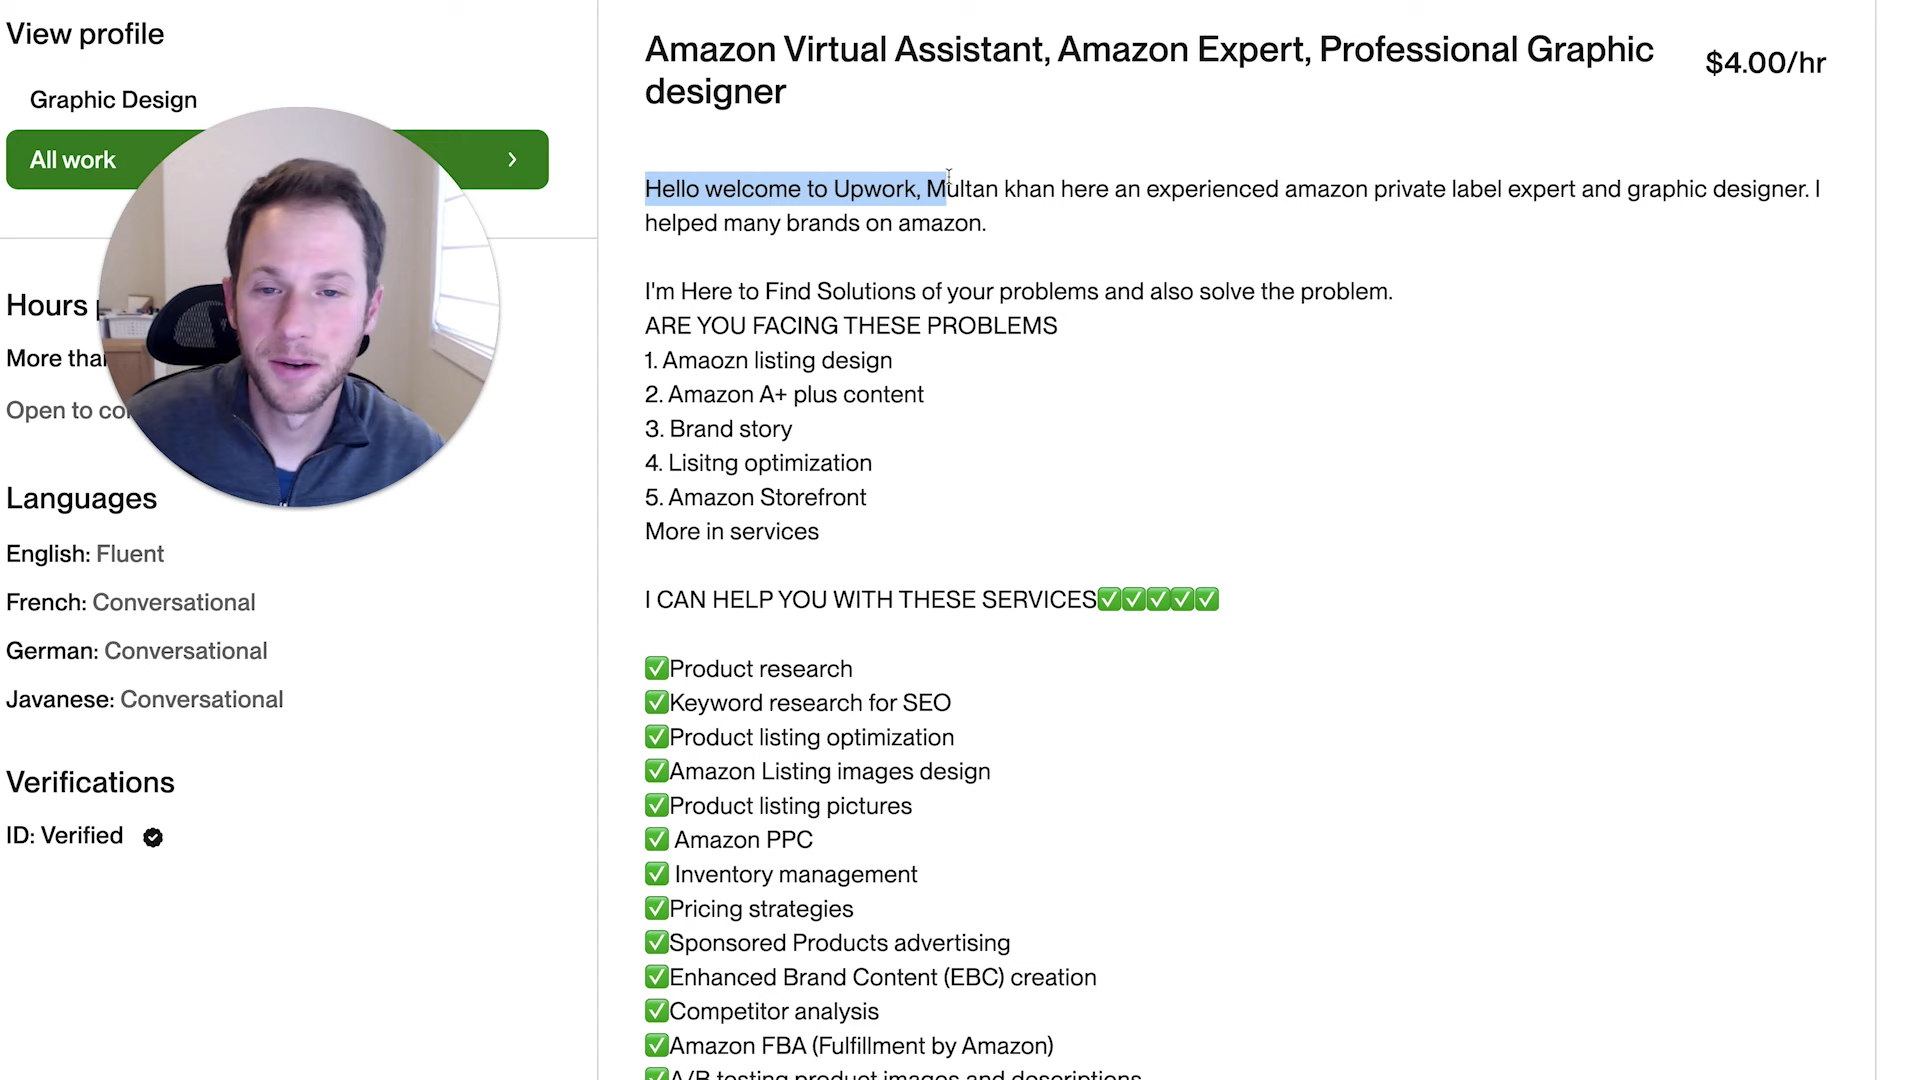 View profile
Graphic Design
All work
Hours
More tha
Open to co
Languages
English: Fluent
French: Conversational
German: Conversational
Javanese: Conversational
Verifications
ID: Verified
Amazon Virtual Assistant, Amazon Expert, Professional Graphic
designer
$4.00/hr
Hello welcome to Upwork, Multan khan here an experienced amazon private label expert and graphic designer. I
helped many brands on amazon.
I'm Here to Find Solutions of your problems and also solve the problem.
ARE YOU FACING THESE PROBLEMS
1. Amaozn listing design
2. Amazon A+ plus content
3. Brand story
4. Lisitng optimization
5. Amazon Storefront
More in services
I CAN HELP YOU WITH THESE SERVICES✅✅✅✅✅
✅Product research
✅Keyword research for SEO
✅Product listing optimization
✅Amazon Listing images design
✅Product listing pictures
✅ Amazon PPC
✅ Inventory management
✅Pricing strategies
✅Sponsored Products advertising
✅Enhanced Brand Content (EBC) creation
✅Competitor analysis
✅Amazon FBA (Fulfillment by Amazon)
✅A/B testing product images and descriptions